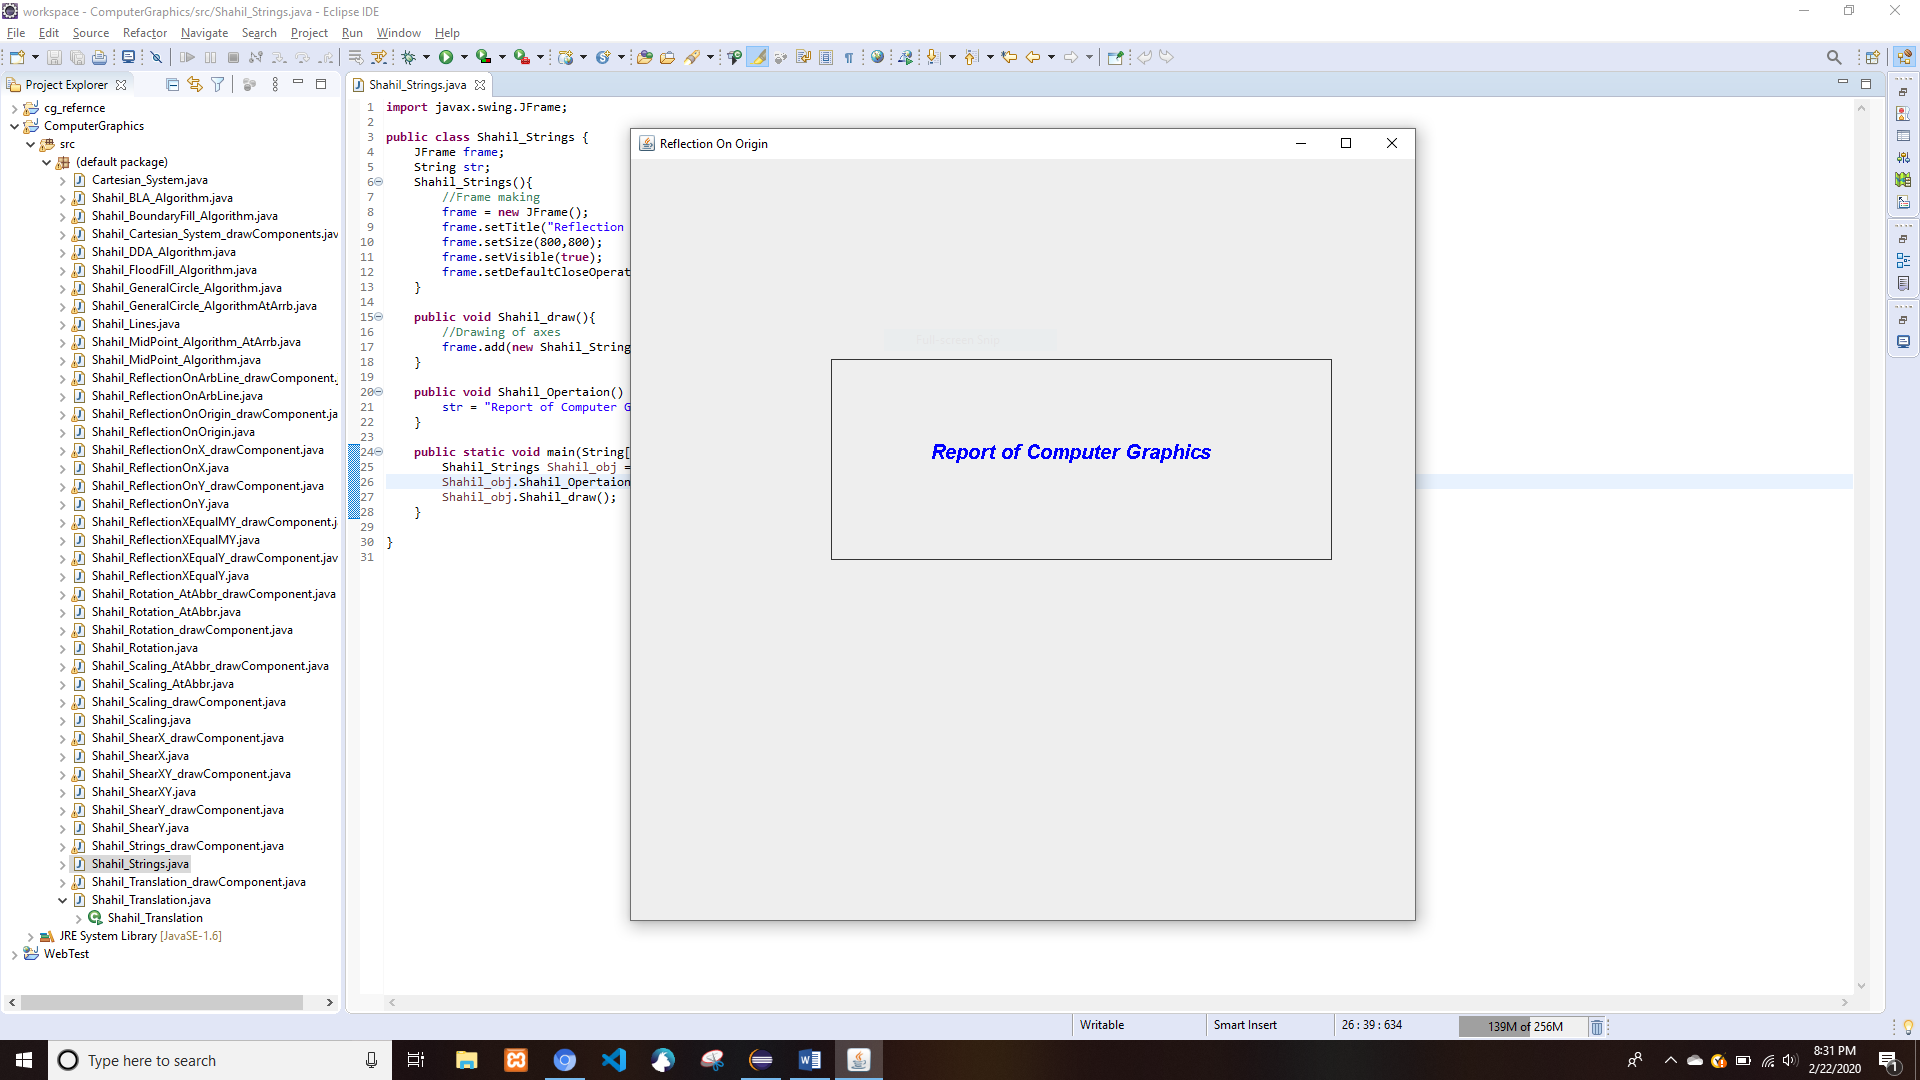 workspace - ComputerGraphics/src/Shahil_Strings.java - Eclipse IDE
File Edit Source Refactor Navigate Search Project Run Window Help
Project Explorer
cg_refernce
ComputerGraphics
src
(default package)
Cartesian_System.java
Shahil_BLA_Algorithm.java
Shahil_BoundaryFill_Algorithm.java
Shahil_Cartesian_System_drawComponents.jav
Shahil_DDA_Algorithm.java
Shahil_FloodFill_Algorithm.java
Shahil_GeneralCircle_Algorithm.java
Shahil_GeneralCircle_AlgorithmAtArrb.java
Shahil_Lines.java
Shahil_MidPoint_Algorithm_AtArrb.java
Shahil_MidPoint_Algorithm.java
Shahil_ReflectionOnArbLine_drawComponent.
Shahil_ReflectionOnArbLine.java
Shahil_ReflectionOnOrigin_drawComponent.ja
Shahil_ReflectionOnOrigin.java
Shahil_ReflectionOnX_drawComponent.java
Shahil_ReflectionOnX.java
Shahil_ReflectionOnY_drawComponent.java
Shahil_ReflectionOnY.java
Shahil_ReflectionXEqualMY_drawComponent.j
Shahil_ReflectionXEqualMY.java
Shahil_ReflectionXEqualY_drawComponent.jav
Shahil_ReflectionXEqualY.java
Shahil_Rotation_AtAbbr_drawComponent.java
Shahil_Rotation_AtAbbr.java
Shahil_Rotation_drawComponent.java
Shahil_Rotation.java
Shahil_Scaling_AtAbbr_drawComponent.java
Shahil_Scaling_AtAbbr.java
Shahil_Scaling_drawComponent.java
Shahil_Scaling.java
Shahil_ShearX_drawComponent.java
Shahil_ShearX.java
Shahil_ShearXY_drawComponent.java
Shahil_ShearXY.java
Shahil_ShearY_drawComponent.java
Shahil_ShearY.java
Shahil_Strings_drawComponent.java
Shahil_Strings.java
Shahil_Translation_drawComponent.java
Shahil_Translation.java
Shahil_Translation
JRE System Library [JavaSE-1.6]
WebTest
Shahil_Strings.java
1 import javax.swing.JFrame;
2
3 public class Shahil_Strings {
4 JFrame frame;
5 String str;
6 Shahil_Strings(){
7 //Frame making
8 frame = new JFrame();
9 frame.setTitle("Reflection
10 frame.setSize(800,800);
11 frame.setVisible(true);
12 frame.setDefaultCloseOperat
13 }
14
15 public void Shahil_draw(){
16 //Drawing of axes
17 frame.add(new Shahil_String
18 }
19
20 public void Shahil_Opertaion()
21 str = "Report of Computer G
22 }
23
24 public static void main(String[
25 Shahil_Strings Shahil_obj =
26 Shahil_obj.Shahil_Opertaion
27 Shahil_obj.Shahil_draw();
28 }
29
30 }
31
Reflection On Origin
Report of Computer Graphics
Writable Smart Insert 26 : 39 : 634 139M of 256M
Type here to search
8:31 PM
2/22/2020
1